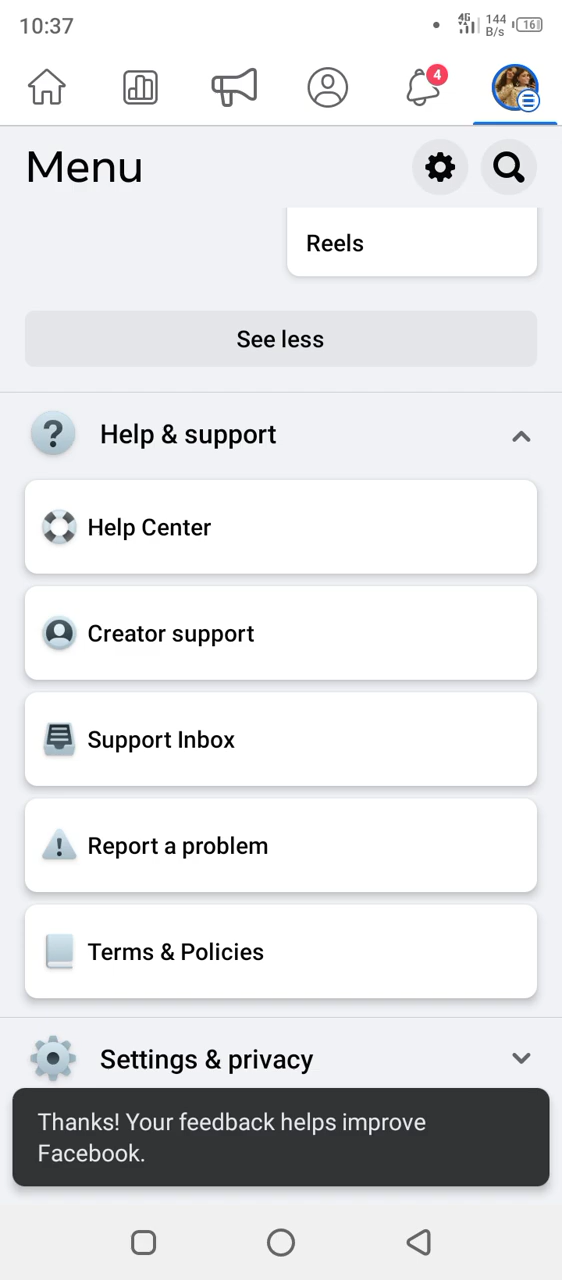 10:37
4G
144
B/s
16
4
Menu
Reels
See less
Help & support
Help Center
Creator support
Support Inbox
Report a problem
Terms & Policies
Settings & privacy
Thanks! Your feedback helps improve
Facebook.